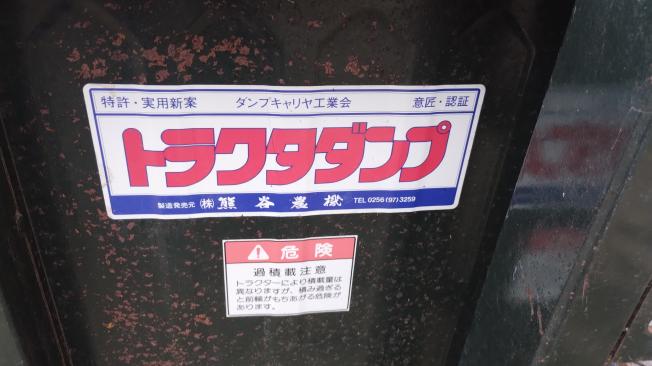 特許・実用新案 ダンプキャリヤ工業会 意匠・認証
トラクタダンプ
製造発売元 ㈱熊谷農機 TEL 0256(97)3259
⚠危険
過積載注意
トラクターにより積載量は
異なりますが、積み過ぎる
と前輪がもちあがる危険が
あります。